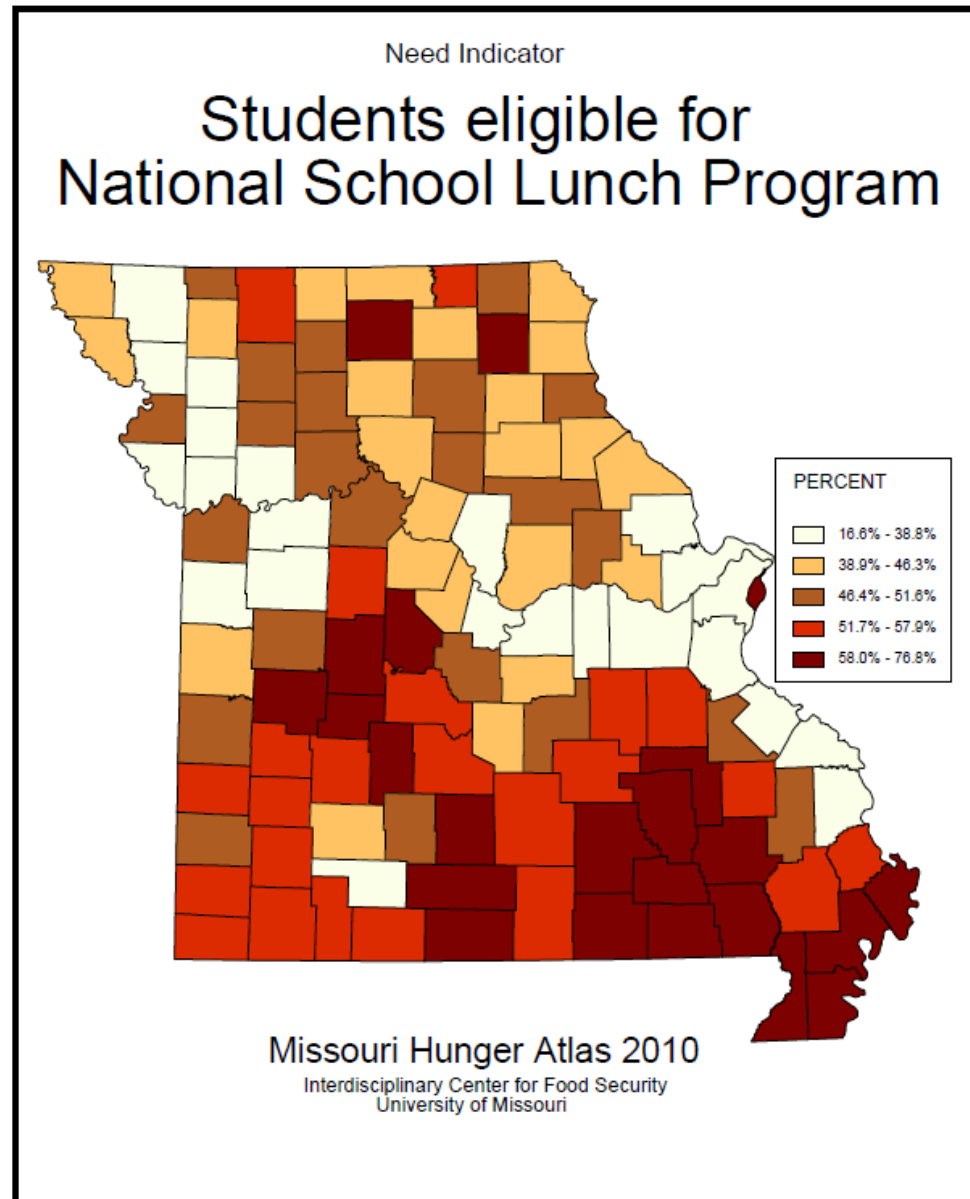 Need Indicator
Students eligible for
National School Lunch Program
PERCENT
16.6% - 38.8%
38.9% - 46.3%
46.4% - 51.6%
51.7% - 57.9%
58.0% - 76.8%
Missouri Hunger Atlas 2010
Interdisciplinary Center for Food Security
University of Missouri